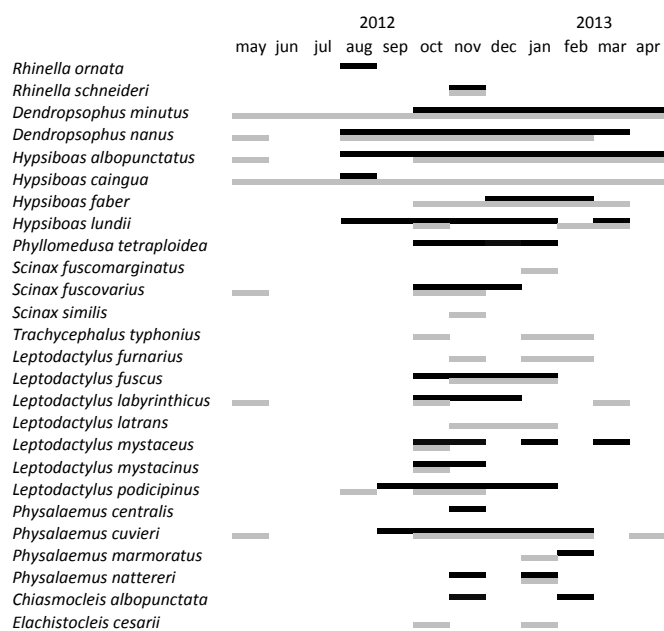 2012 2013
may jun jul aug sep oct nov dec jan feb mar apr
Rhinella ornata
Rhinella schneideri
Dendropsophus minutus
Dendropsophus nanus
Hypsiboas albopunctatus
Hypsiboas caingua
Hypsiboas faber
Hypsiboas lundii
Phyllomedusa tetraploidea
Scinax fuscomarginatus
Scinax fuscovarius
Scinax similis
Trachycephalus typhonius
Leptodactylus furnarius
Leptodactylus fuscus
Leptodactylus labyrinthicus
Leptodactylus latrans
Leptodactylus mystaceus
Leptodactylus mystacinus
Leptodactylus podicipinus
Physalaemus centralis
Physalaemus cuvieri
Physalaemus marmoratus
Physalaemus nattereri
Chiasmocleis albopunctata
Elachistocleis cesarii